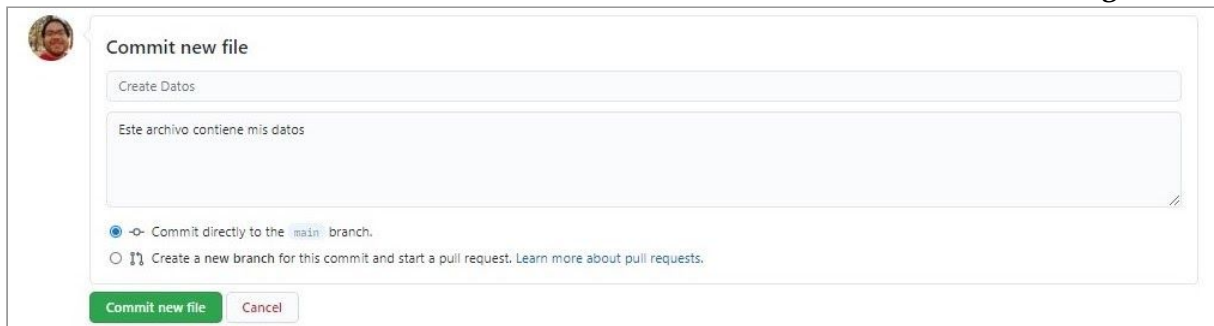 Commit new file
Create Datos
Este archivo contiene mis datos
Commit directly to the main branch.
Create a new branch for this commit and start a pull request. Learn more about pull requests.
Commit new file
Cancel